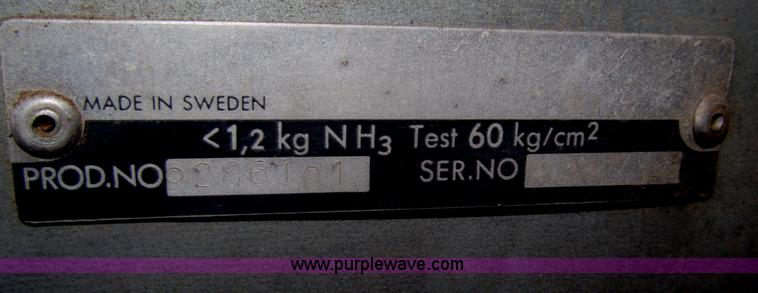 MADE IN SWEDEN
<1,2 kg NH3 Test 60 kg/cm2
PROD.NO
SER.NO
www.purplewave.com